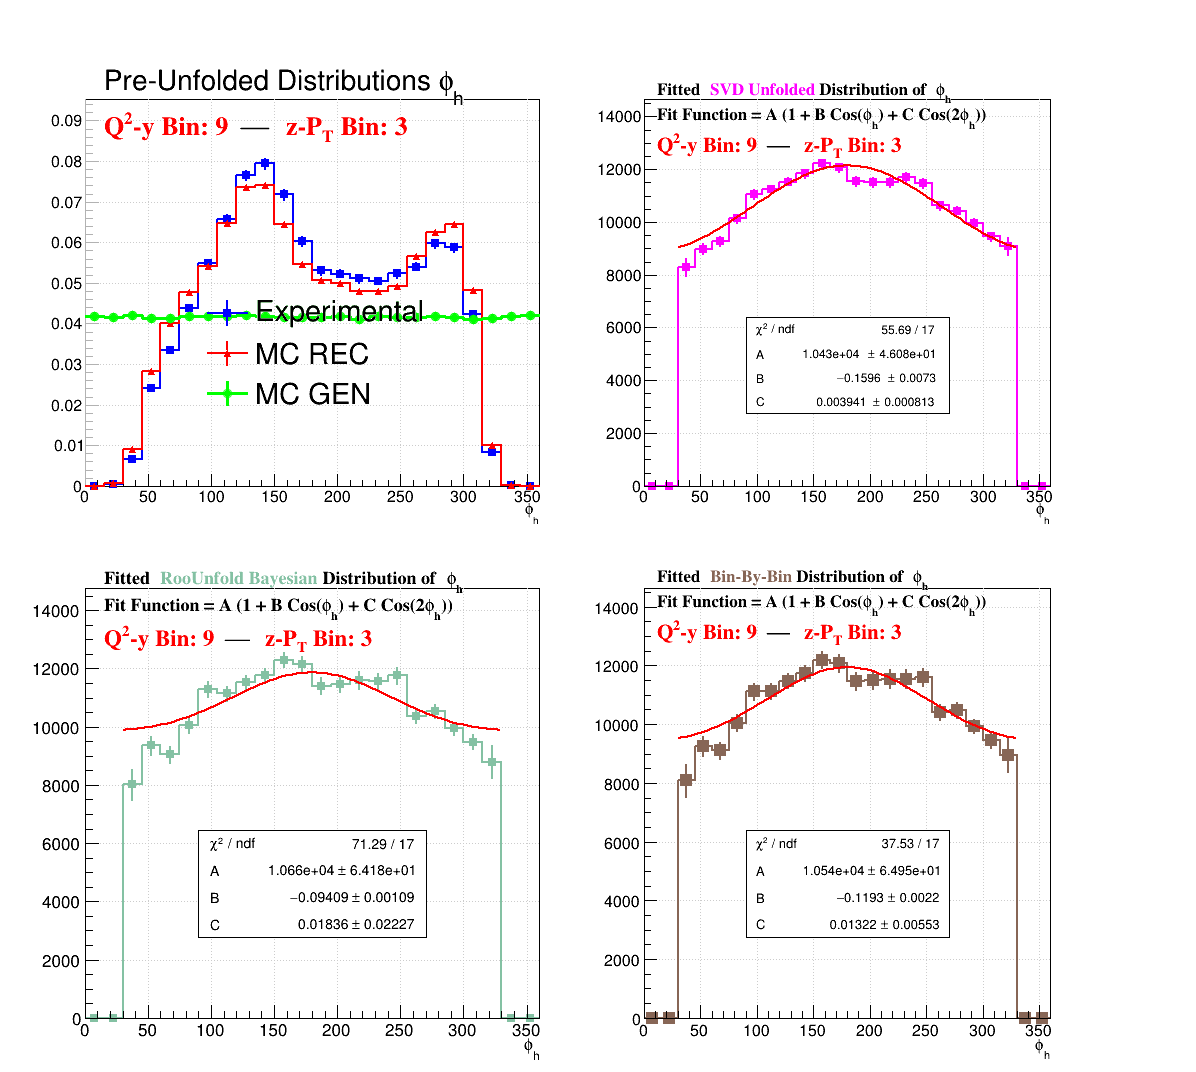 Pre-Unfolded Distributions ϕh
Q²-y Bin: 9 — z-PT Bin: 3
0.09
0.08
0.07
0.06
0.05
0.04
0.03
0.02
0.01
0
Experimental
MC REC
MC GEN
0 50 100 150 200 250 300 350
ϕh
Fitted SVD Unfolded Distribution of ϕh
Fit Function = A (1 + B Cos(ϕh) + C Cos(2ϕh))
Q²-y Bin: 9 — z-PT Bin: 3
14000
12000
10000
8000
6000
4000
2000
0
χ² / ndf 55.69 / 17
A 1.043e+04 ± 4.608e+01
B −0.1596 ± 0.0073
C 0.003941 ± 0.000813
0 50 100 150 200 250 300 350
ϕh
Fitted RooUnfold Bayesian Distribution of ϕh
Fit Function = A (1 + B Cos(ϕh) + C Cos(2ϕh))
Q²-y Bin: 9 — z-PT Bin: 3
14000
12000
10000
8000
6000
4000
2000
0
χ² / ndf 71.29 / 17
A 1.066e+04 ± 6.418e+01
B −0.09409 ± 0.00109
C 0.01836 ± 0.02227
0 50 100 150 200 250 300 350
ϕh
Fitted Bin-By-Bin Distribution of ϕh
Fit Function = A (1 + B Cos(ϕh) + C Cos(2ϕh))
Q²-y Bin: 9 — z-PT Bin: 3
14000
12000
10000
8000
6000
4000
2000
0
χ² / ndf 37.53 / 17
A 1.054e+04 ± 6.495e+01
B −0.1193 ± 0.0022
C 0.01322 ± 0.00553
0 50 100 150 200 250 300 350
ϕh